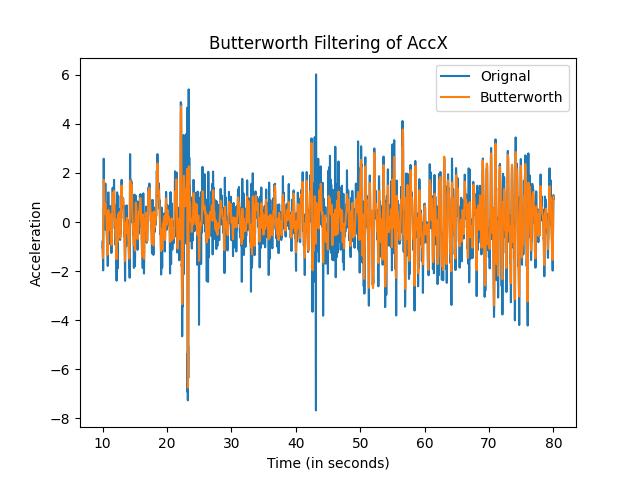 Butterworth Filtering of AccX
Orignal
Butterworth
Acceleration
6
4
2
0
−2
−4
−6
−8
10 20 30 40 50 60 70 80
Time (in seconds)